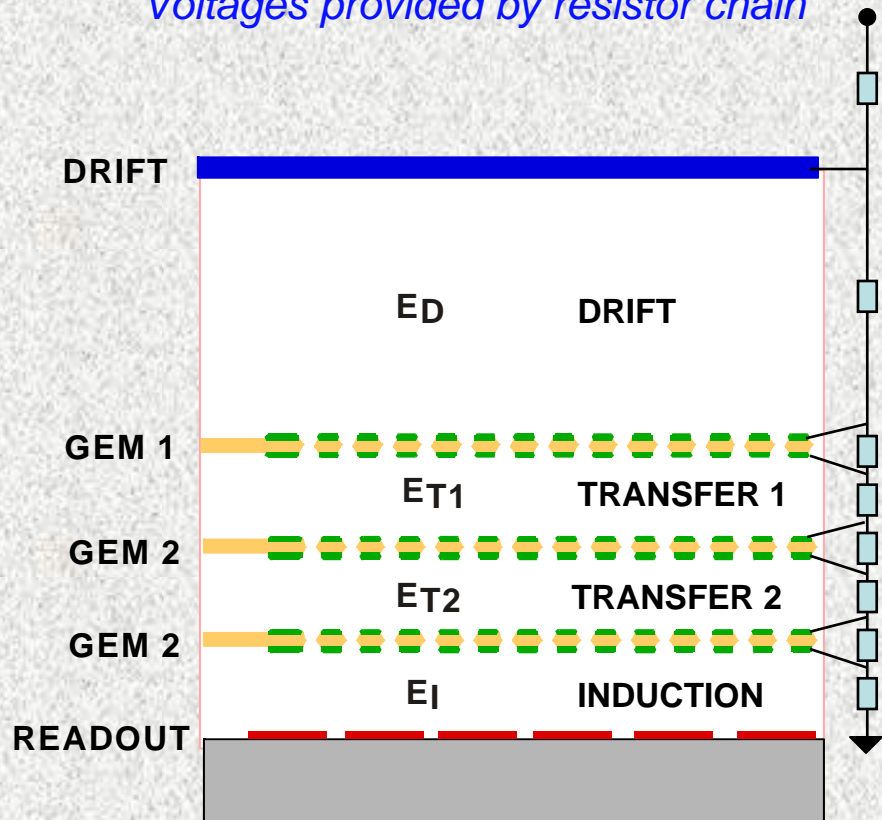 Voltages provided by resistor chain
DRIFT
ED DRIFT
GEM 1
ET1 TRANSFER 1
GEM 2
ET2 TRANSFER 2
GEM 2
EI INDUCTION
READOUT